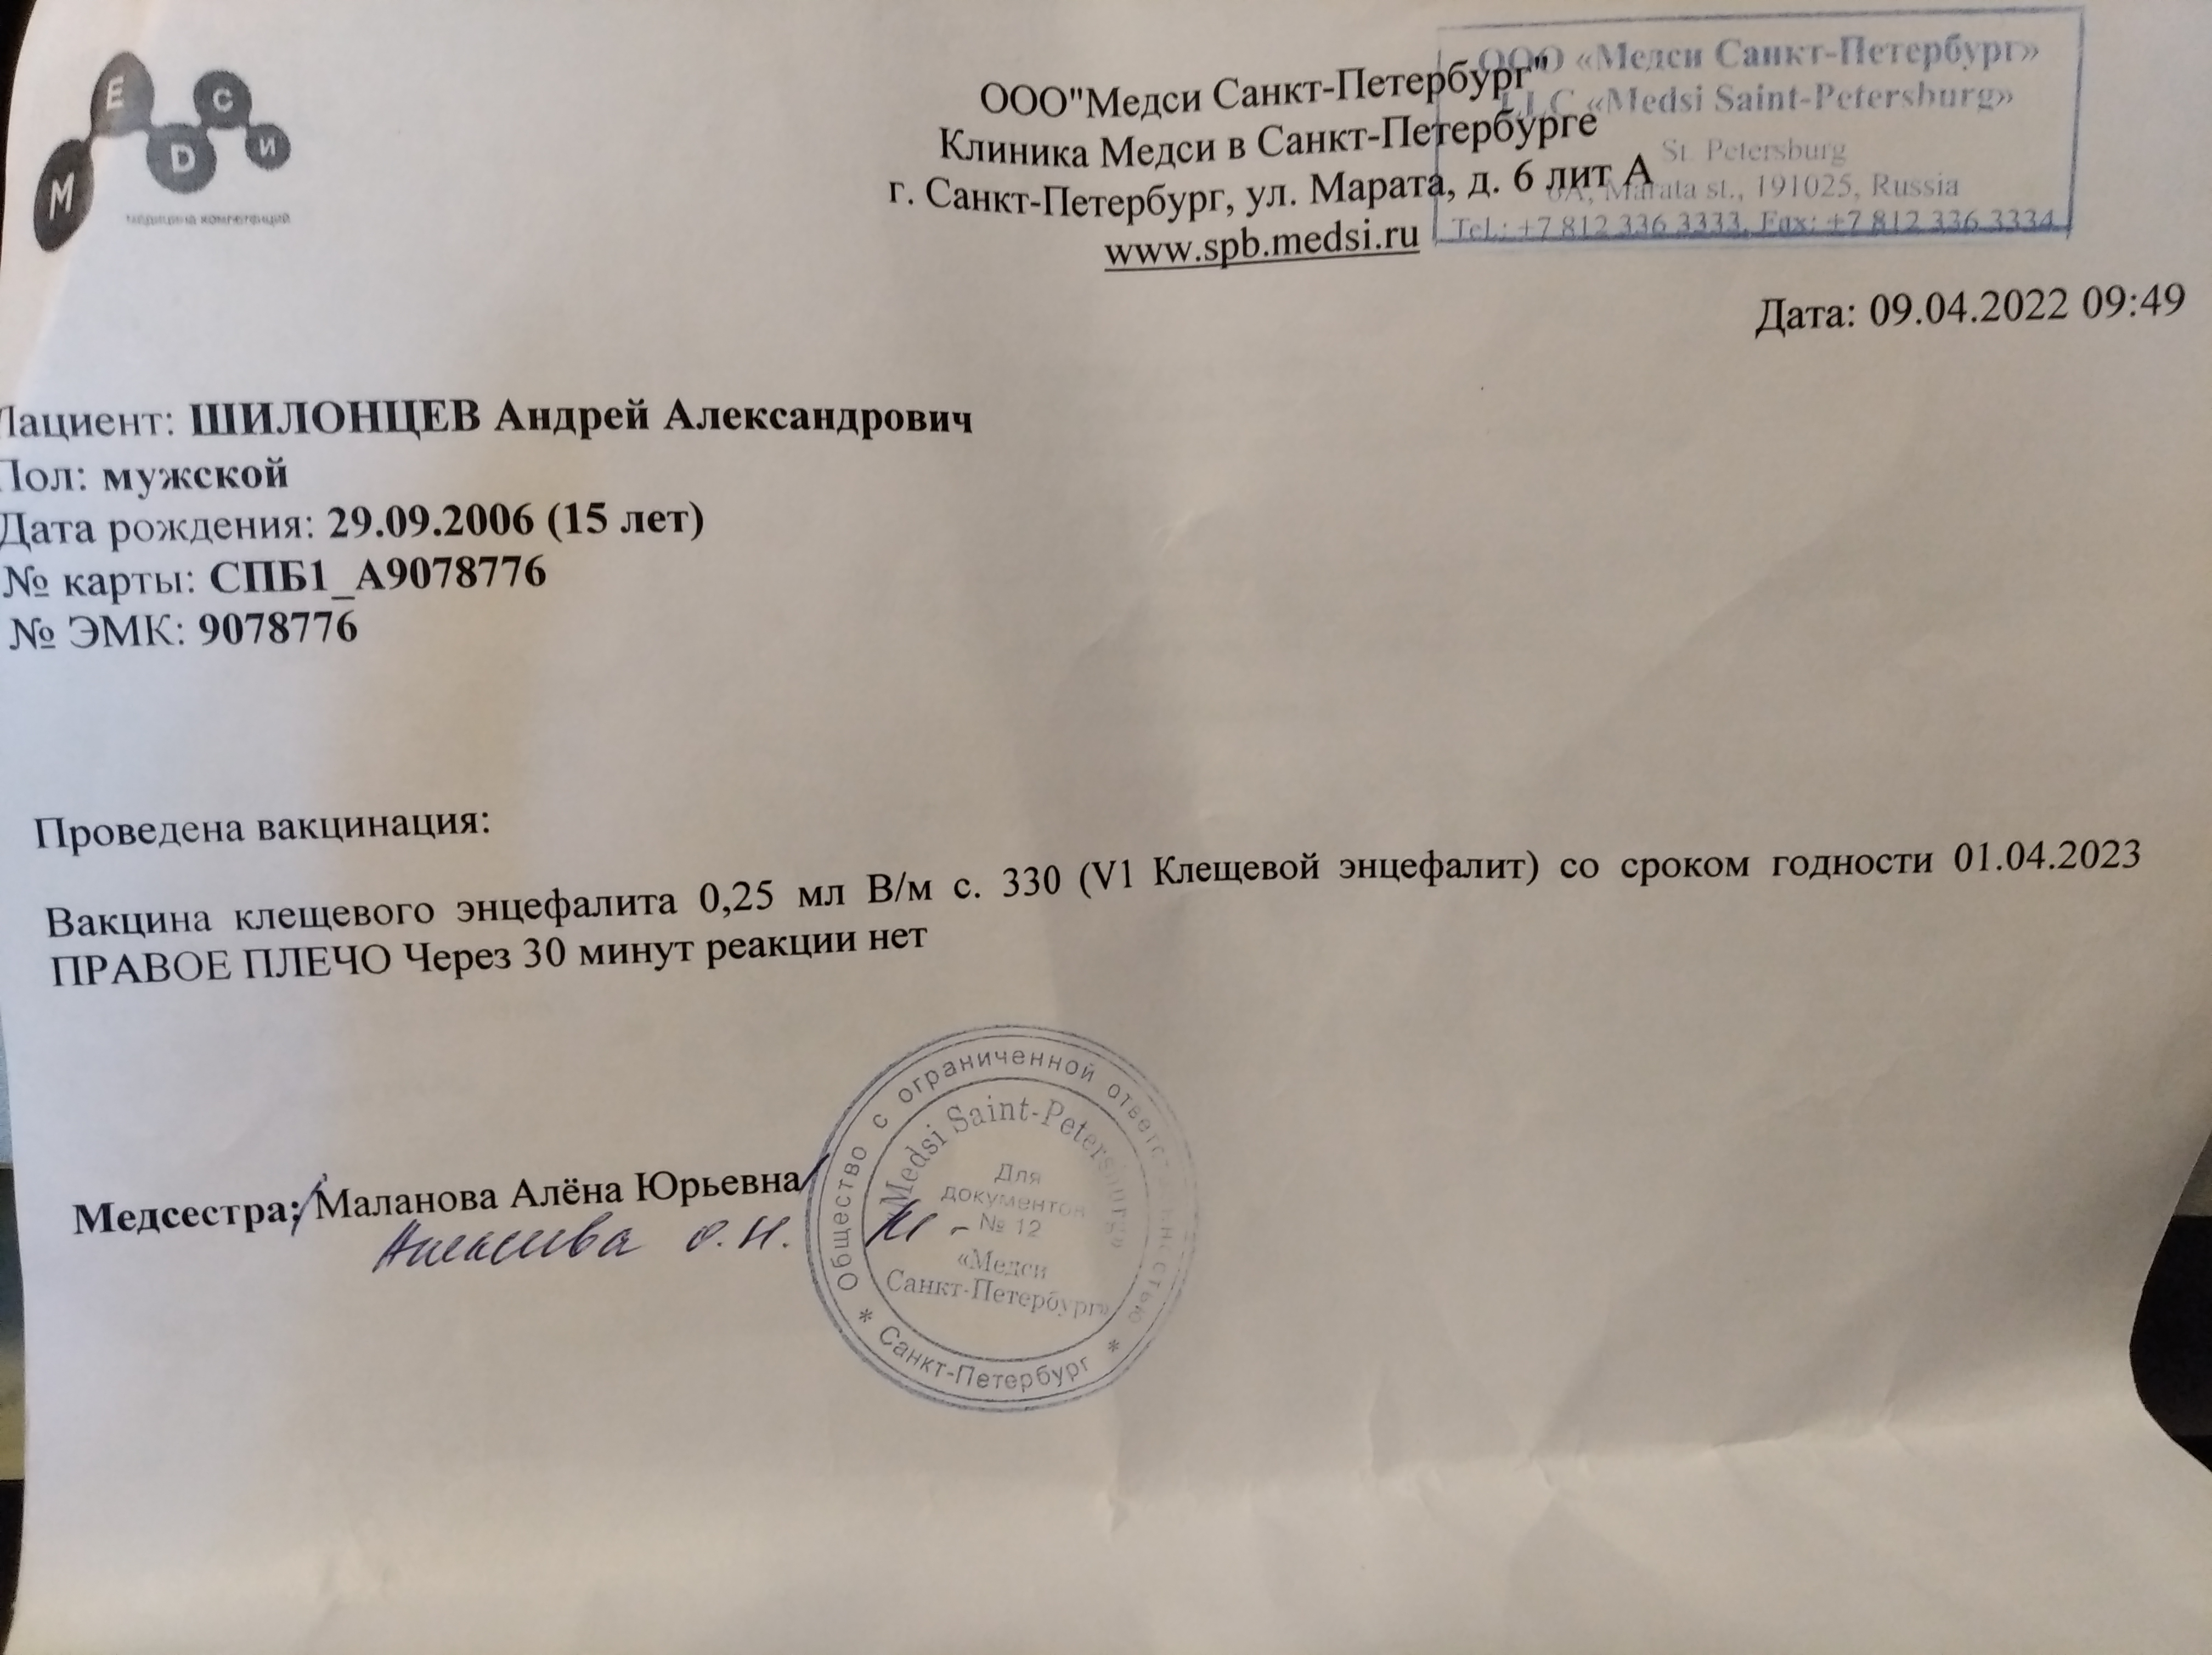 МЕDСИ
медицина компетенций
ООО"Медси Санкт-Петербург"
Клиника Медси в Санкт-Петербурге
г. Санкт-Петербург, ул. Марата, д. 6 лит А
www.spb.medsi.ru
ООО «Медси Санкт-Петербург»
LLC «Medsi Saint-Petersburg»
St. Petersburg
6A, Marata st., 191025, Russia
Tel.: +7 812 336 3333, Fax: +7 812 336 3334
Дата: 09.04.2022 09:49
Пациент: ШИЛОНЦЕВ Андрей Александрович
Пол: мужской
Дата рождения: 29.09.2006 (15 лет)
№ карты: СПБ1_А9078776
№ ЭМК: 9078776
Проведена вакцинация:
Вакцина клещевого энцефалита 0,25 мл В/м с. 330 (V1 Клещевой энцефалит) со сроком годности 01.04.2023
ПРАВОЕ ПЛЕЧО Через 30 минут реакции нет
Медсестра:/Маланова Алёна Юрьевна/
О.Н.
Общество с ограниченной ответственностью
* Санкт-Петербург *
«Medsi Saint-Petersburg»
Для
документов
№ 12
«Медси
Санкт-Петербург»